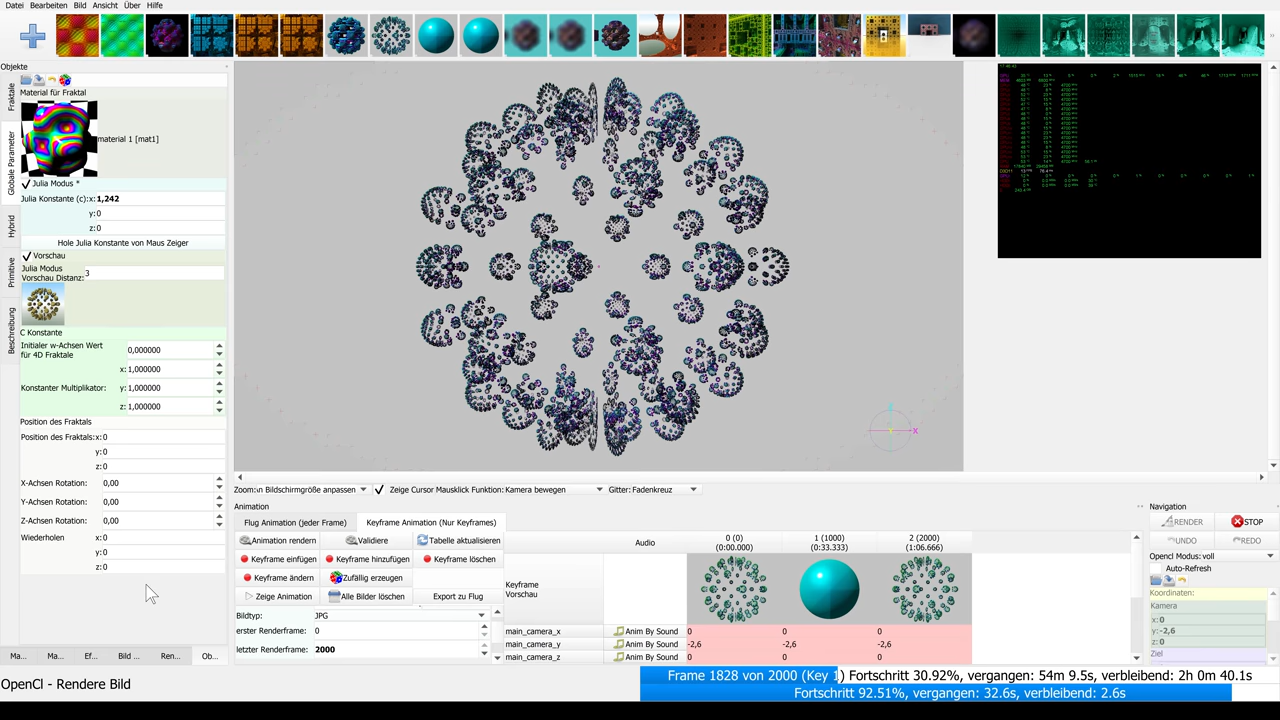 Datei Bearbeiten Bild Ansicht Über Hilfe
Objekte
Fraktale
Globale Parameter
Hybrid
Primitive
Beschreibung
Material für Fraktal
material 1 [mat1]
Julia Modus *
Julia Konstante (c):x: 1,242
y: 0
z: 0
Hole Julia Konstante von Maus Zeiger
Vorschau
Julia Modus
Vorschau Distanz: 3
C Konstante
Initialer w-Achsen Wert
für 4D Fraktale
0,000000
x: 1,000000
Konstanter Multiplikator: y: 1,000000
z: 1,000000
Position des Fraktals
Position des Fraktals:x: 0
y: 0
z: 0
X-Achsen Rotation: 0,00
Y-Achsen Rotation: 0,00
Z-Achsen Rotation: 0,00
Wiederholen x: 0
y: 0
z: 0
Ma... Ma... Ef... Bild ... Ren... Ob...
x
Zoom: Bildschirmgröße anpassen Zeige Cursor Mausklick Funktion: Kamera bewegen Gitter: Fadenkreuz
Animation
Flug Animation (jeder Frame) Keyframe Animation (Nur Keyframes)
Animation rendern Validiere Tabelle aktualisieren
Keyframe einfügen Keyframe hinzufügen Keyframe löschen
Keyframe ändern Zufällig erzeugen
Zeige Animation Alle Bilder löschen Export zu Flug
Bildtyp: JPG
erster Renderframe: 0
letzter Renderframe: 2000
Audio
0 (0)
(0:00.000)
1 (1000)
(0:33.333)
2 (2000)
(1:06.666)
Keyframe
Vorschau
main_camera_x Anim By Sound 0 0 0
main_camera_y Anim By Sound -2,6 -2,6 -2,6
main_camera_z Anim By Sound 0 0 0
Navigation
RENDER STOP
UNDO REDO
Opencl Modus: voll
Auto-Refresh
Koordinaten:
Kamera
x: 0
y: -2,6
z: 0
Ziel
OpenCl - Rendere Bild
Frame 1828 von 2000 (Key 1) Fortschritt 30.92%, vergangen: 54m 9.5s, verbleibend: 2h 0m 40.1s
Fortschritt 92.51%, vergangen: 32.6s, verbleibend: 2.6s